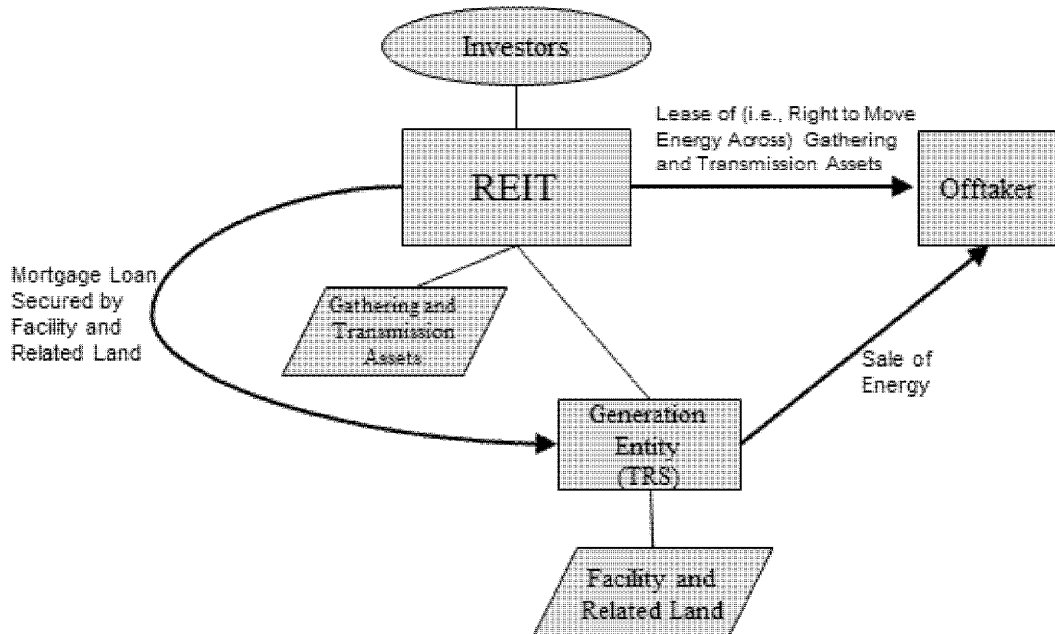 Investors
REIT
Lease of (i.e., Right to Move
Energy Across) Gathering
and Transmission Assets
Offtaker
Mortgage Loan
Secured by
Facility and
Related Land
Gathering and
Transmission
Assets
Sale of
Energy
Generation
Entity
(TRS)
Facility and
Related Land